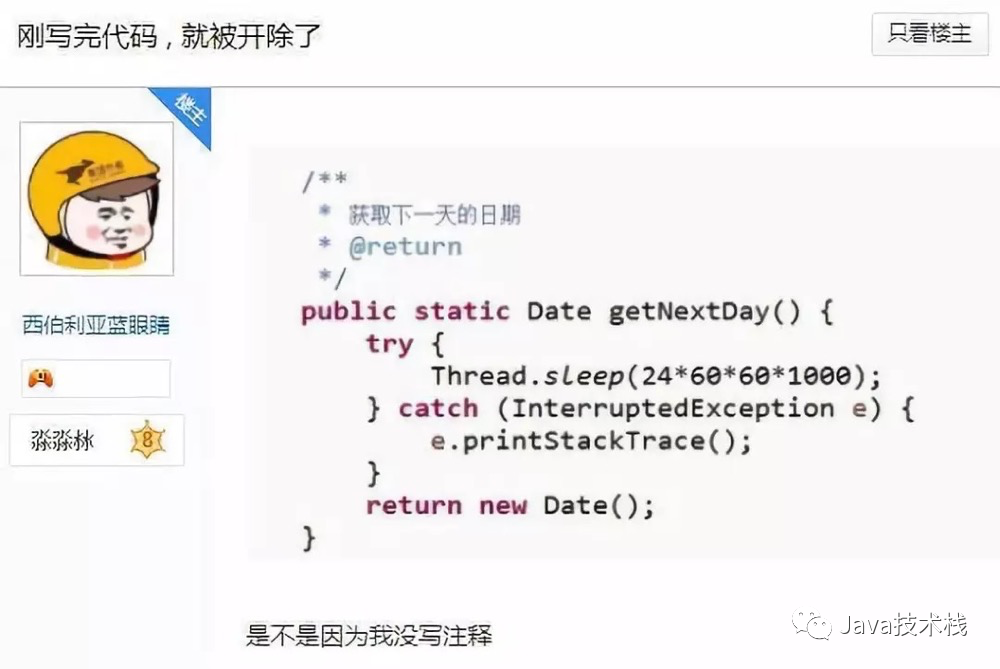 刚写完代码，就被开除了
只看楼主
楼主
/**
* 获取下一天的日期
* @return
*/
public static Date getNextDay() {
try {
Thread.sleep(24*60*60*1000);
} catch (InterruptedException e) {
e.printStackTrace();
}
return new Date();
}
西伯利亚蓝眼睛
淼淼沝
8
是不是因为我没写注释
Java技术栈